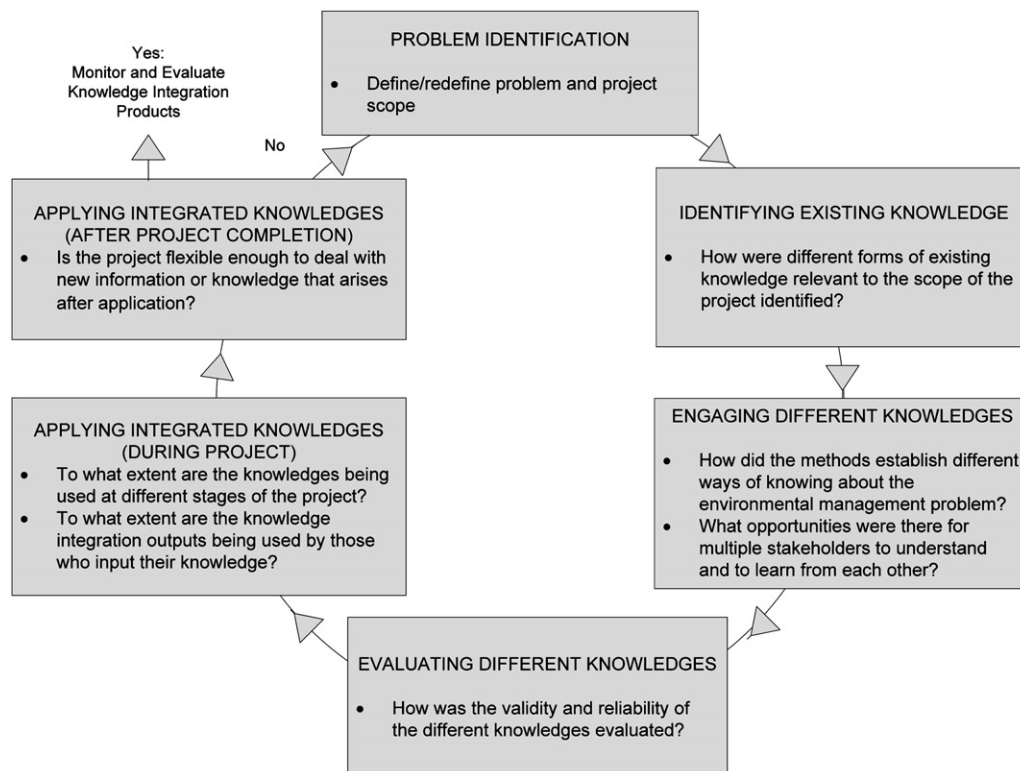 PROBLEM IDENTIFICATION
• Define/redefine problem and project
scope
Yes:
Monitor and Evaluate
Knowledge Integration
Products
No
IDENTIFYING EXISTING KNOWLEDGE
• How were different forms of existing
knowledge relevant to the scope of the
project identified?
ENGAGING DIFFERENT KNOWLEDGES
• How did the methods establish different
ways of knowing about the
environmental management problem?
• What opportunities were there for
multiple stakeholders to understand
and to learn from each other?
EVALUATING DIFFERENT KNOWLEDGES
• How was the validity and reliability of
the different knowledges evaluated?
APPLYING INTEGRATED KNOWLEDGES
(DURING PROJECT)
• To what extent are the knowledges being
used at different stages of the project?
• To what extent are the knowledge
integration outputs being used by those
who input their knowledge?
APPLYING INTEGRATED KNOWLEDGES
(AFTER PROJECT COMPLETION)
• Is the project flexible enough to deal with
new information or knowledge that arises
after application?